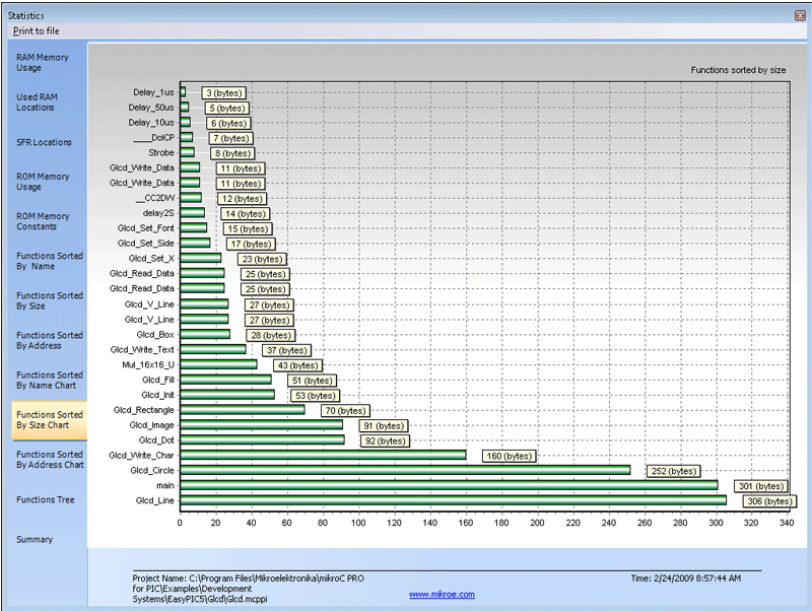 Statistics
Print to file
RAM Memory
Usage
Used RAM
Locations
SFR Locations
ROM Memory
Usage
ROM Memory
Constants
Functions Sorted
By Name
Functions Sorted
By Size
Functions Sorted
By Address
Functions Sorted
By Name Chart
Functions Sorted
By Size Chart
Functions Sorted
By Address Chart
Functions Tree
Summary
Functions sorted by size
Delay_1us 3 (bytes)
Delay_50us 5 (bytes)
Delay_10us 6 (bytes)
____DoICP 7 (bytes)
Strobe 8 (bytes)
Glcd_Write_Data 11 (bytes)
Glcd_Write_Data 11 (bytes)
__CC2DW 12 (bytes)
delay2S 14 (bytes)
Glcd_Set_Font 15 (bytes)
Glcd_Set_Side 17 (bytes)
Glcd_Set_X 23 (bytes)
Glcd_Read_Data 25 (bytes)
Glcd_Read_Data 25 (bytes)
Glcd_V_Line 27 (bytes)
Glcd_V_Line 27 (bytes)
Glcd_Box 28 (bytes)
Glcd_Write_Text 37 (bytes)
Mul_16x16_U 43 (bytes)
Glcd_Fill 51 (bytes)
Glcd_Init 53 (bytes)
Glcd_Rectangle 70 (bytes)
Glcd_Image 91 (bytes)
Glcd_Dot 92 (bytes)
Glcd_Write_Char 160 (bytes)
Glcd_Circle 252 (bytes)
main 301 (bytes)
Glcd_Line 306 (bytes)
0 20 40 60 80 100 120 140 160 180 200 220 240 260 280 300 320 340
Project Name: C:\Program Files\Mikroelektronika\mikroC PRO
for PIC\Examples\Development
Systems\EasyPIC5\Glcd\Glcd.mcppi
www.mikroe.com
Time: 2/24/2009 8:57:44 AM